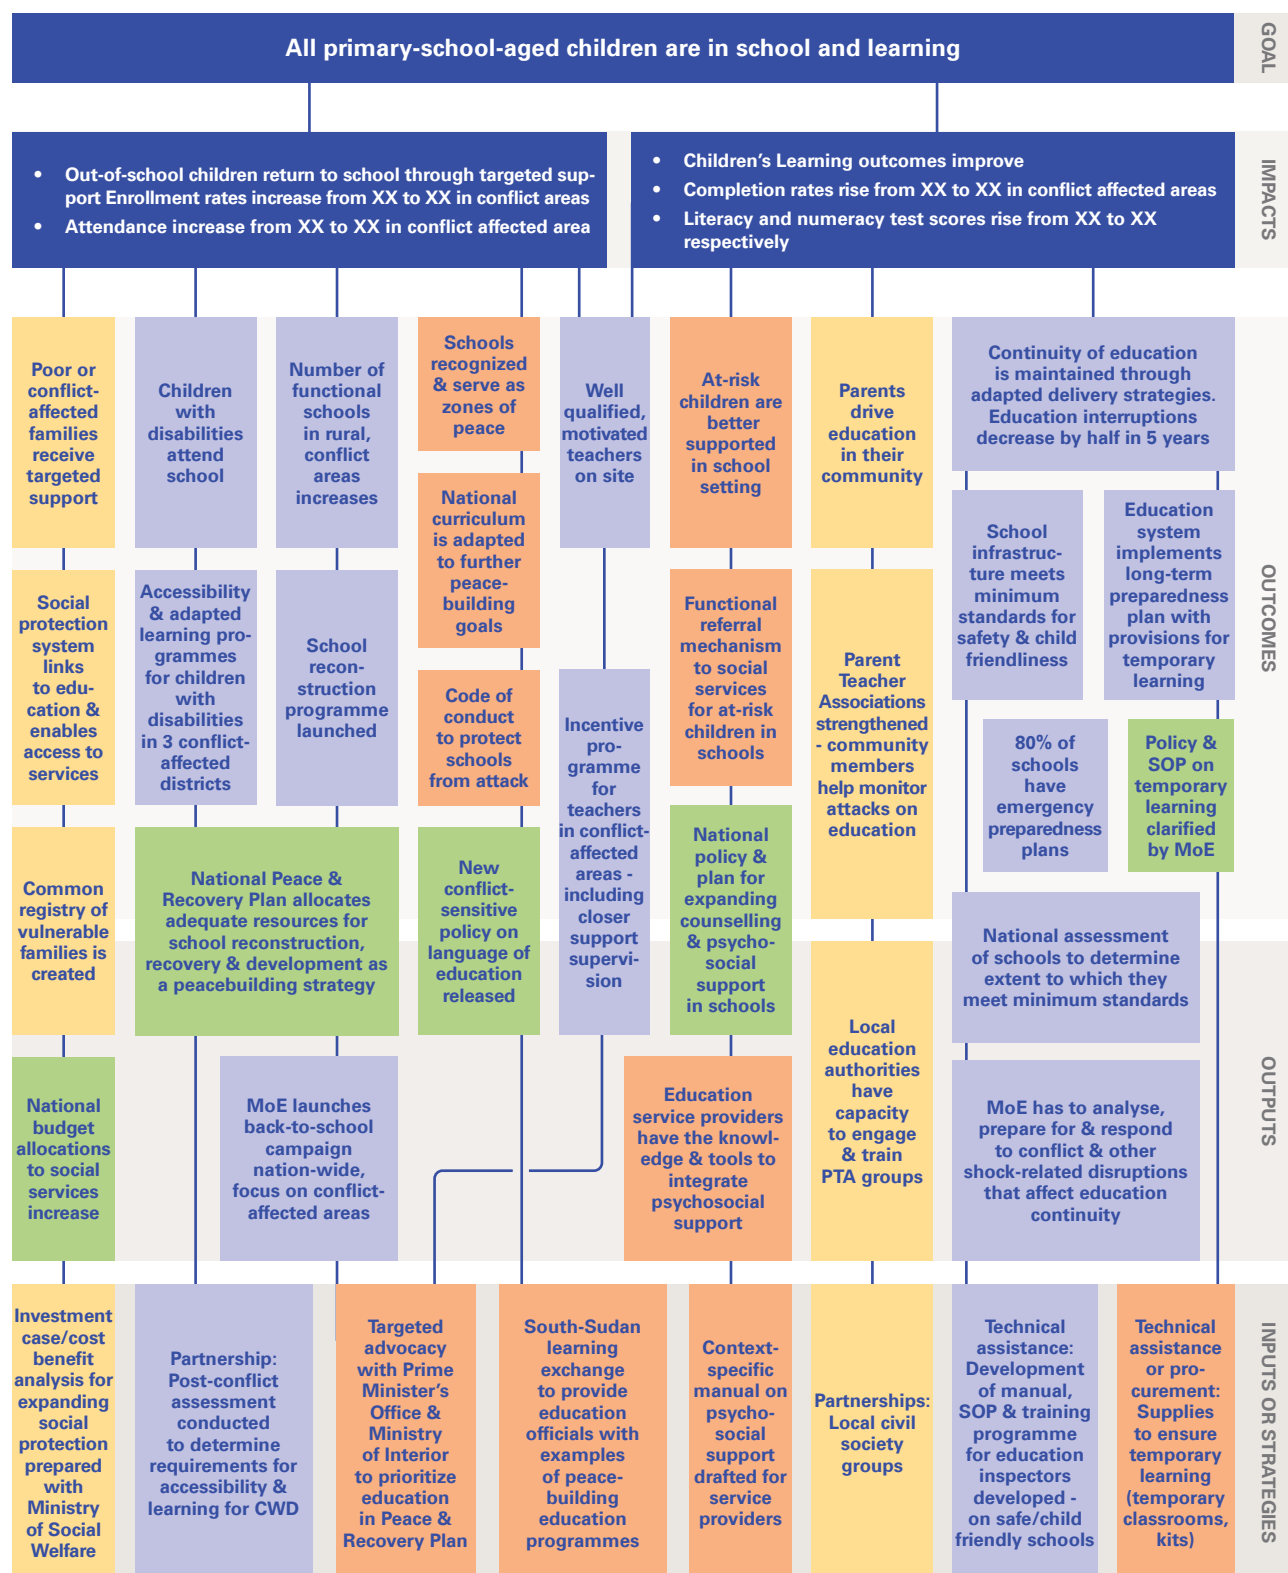 All primary-school-aged children are in school and learning
GOAL
• Out-of-school children return to school through targeted sup-
port Enrollment rates increase from XX to XX in conflict areas
• Attendance increase from XX to XX in conflict affected area
• Children's Learning outcomes improve
• Completion rates rise from XX to XX in conflict affected areas
• Literacy and numeracy test scores rise from XX to XX
respectively
IMPACTS
Poor or
conflict-
affected
families
receive
targeted
support
Children
with
disabilities
attend
school
Number of
functional
schools
in rural,
conflict
areas
increases
Schools
recognized
& serve as
zones of
peace
Well
qualified,
motivated
teachers
on site
At-risk
children are
better
supported
in school
setting
Parents
drive
education
in their
community
Continuity of education
is maintained through
adapted delivery strategies.
Education interruptions
decrease by half in 5 years
National
curriculum
is adapted
to further
peace-
building
goals
School
infrastruc-
ture meets
minimum
standards for
safety & child
friendliness
Education
system
implements
long-term
preparedness
plan with
provisions for
temporary
learning
OUTCOMES
Social
protection
system
links
to edu-
cation &
enables
access to
services
Accessibility
& adapted
learning pro-
grammes
for children
with
disabilities
in 3 conflict-
affected
districts
School
recon-
struction
programme
launched
Code of
conduct
to protect
schools
from attack
Incentive
pro-
gramme
for
teachers
in conflict-
affected
areas -
including
closer
support
supervi-
sion
Functional
referral
mechanism
to social
services
for at-risk
children in
schools
Parent
Teacher
Associations
strengthened
- community
members
help monitor
attacks on
education
80% of
schools
have
emergency
preparedness
plans
Policy &
SOP on
temporary
learning
clarified
by MoE
Common
registry of
vulnerable
families is
created
National Peace &
Recovery Plan allocates
adequate resources for
school reconstruction,
recovery & development as
a peacebuilding strategy
New
conflict-
sensitive
policy on
language of
education
released
National
policy &
plan for
expanding
counselling
& psycho-
social
support
in schools
National assessment
of schools to determine
extent to which they
meet minimum standards
National
budget
allocations
to social
services
increase
MoE launches
back-to-school
campaign
nation-wide,
focus on conflict-
affected areas
Education
service providers
have the knowl-
edge & tools to
integrate
psychosocial
support
Local
education
authorities
have
capacity
to engage
& train
PTA groups
MoE has to analyse,
prepare for & respond
to conflict & other
shock-related disruptions
that affect education
continuity
OUTPUTS
Investment
case/cost
benefit
analysis for
expanding
social
protection
prepared
with
Ministry
of Social
Welfare
Partnership:
Post-conflict
assessment
conducted
to determine
requirements for
accessibility &
learning for CWD
Targeted
advocacy
with Prime
Minister's
Office &
Ministry
of Interior
to prioritize
education
in Peace &
Recovery Plan
South-Sudan
learning
exchange
to provide
education
officials with
examples
of peace-
building
education
programmes
Context-
specific
manual on
psycho-
social
support
drafted for
service
providers
Partnerships:
Local civil
society
groups
Technical
assistance:
Development
of manual,
SOP & training
programme
for education
inspectors
developed -
on safe/child
friendly schools
Technical
assistance
or pro-
curement:
Supplies
to ensure
temporary
learning
(temporary
classrooms,
kits)
INPUTS OR STRATEGIES